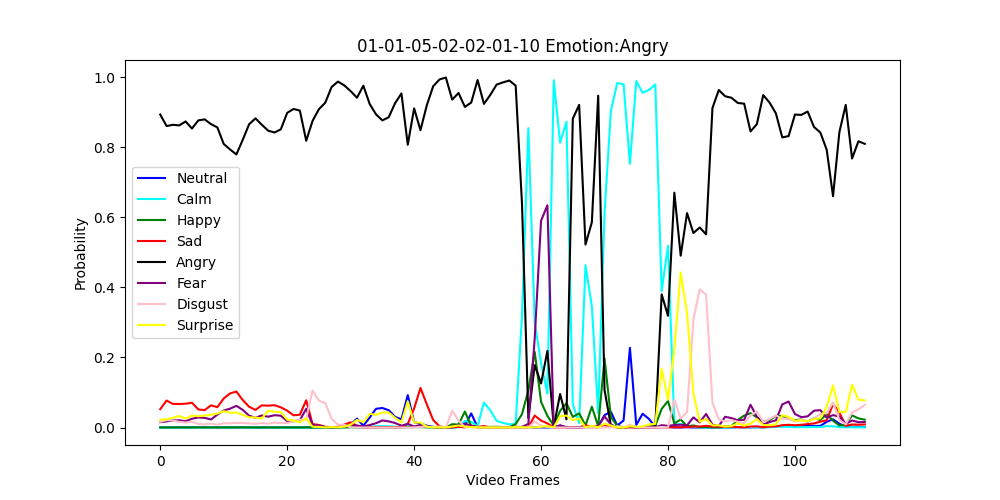 01-01-05-02-02-01-10 Emotion:Angry
1.0
0.8
0.6
0.4
0.2
0.0
Probability
Neutral
Calm
Happy
Sad
Angry
Fear
Disgust
Surprise
0 20 40 60 80 100
Video Frames